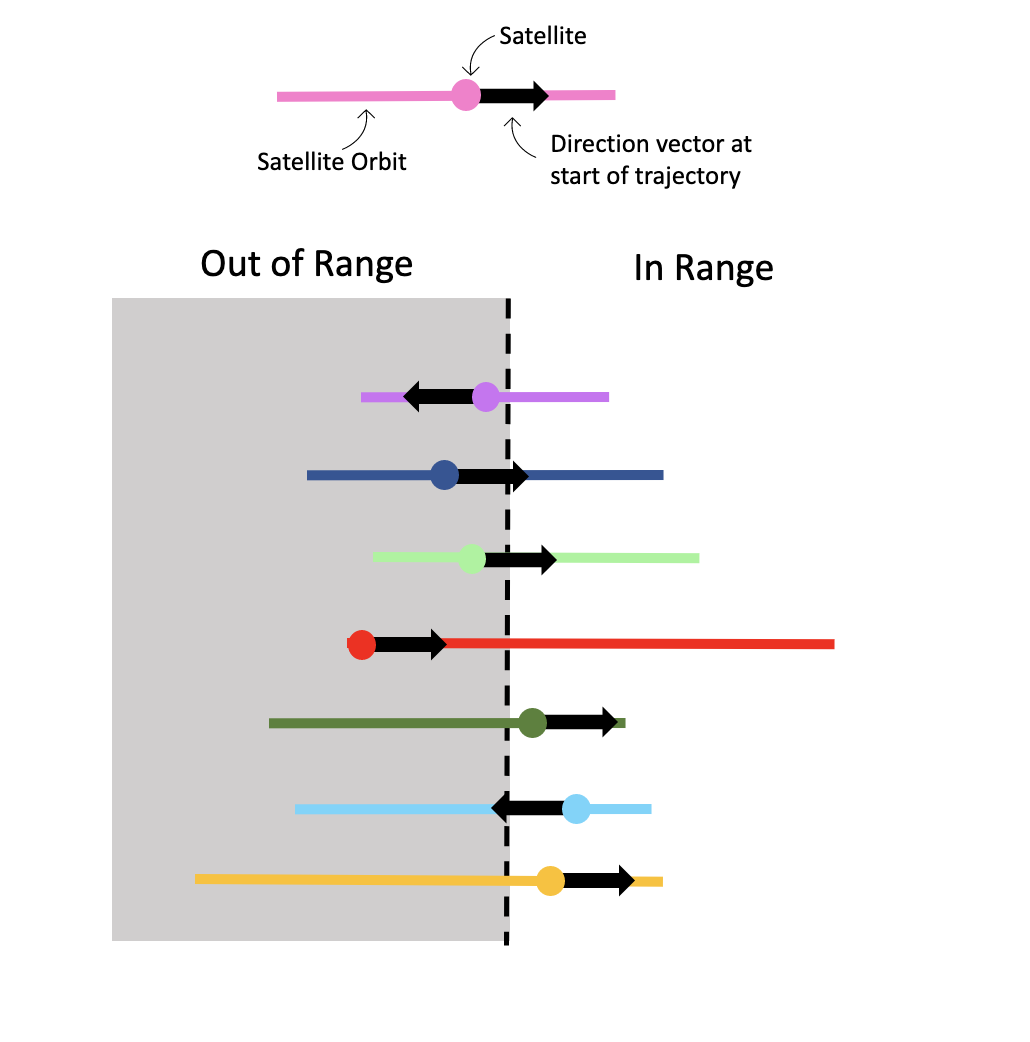 Satellite
Satellite Orbit
Direction vector at
start of trajectory
Out of Range
In Range